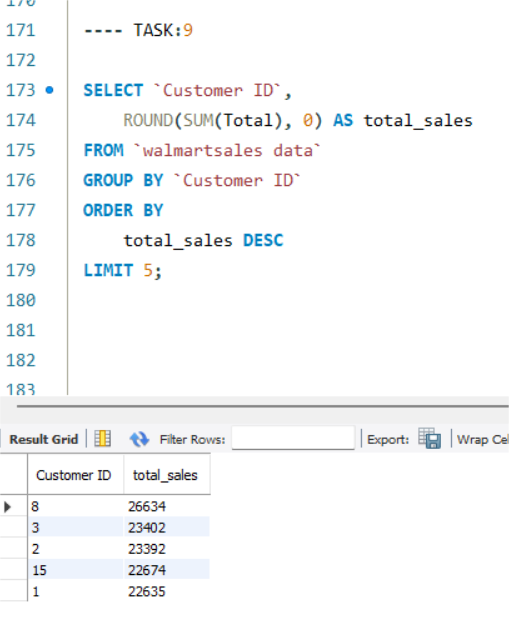 170
171 ---- TASK:9
172
173 SELECT `Customer ID`,
174 ROUND(SUM(Total), 0) AS total_sales
175 FROM `walmartsales data`
176 GROUP BY `Customer ID`
177 ORDER BY
178 total_sales DESC
179 LIMIT 5;
180
181
182
183
Result Grid Filter Rows: Export: Wrap Cel
Customer ID total_sales
8 26634
3 23402
2 23392
15 22674
1 22635